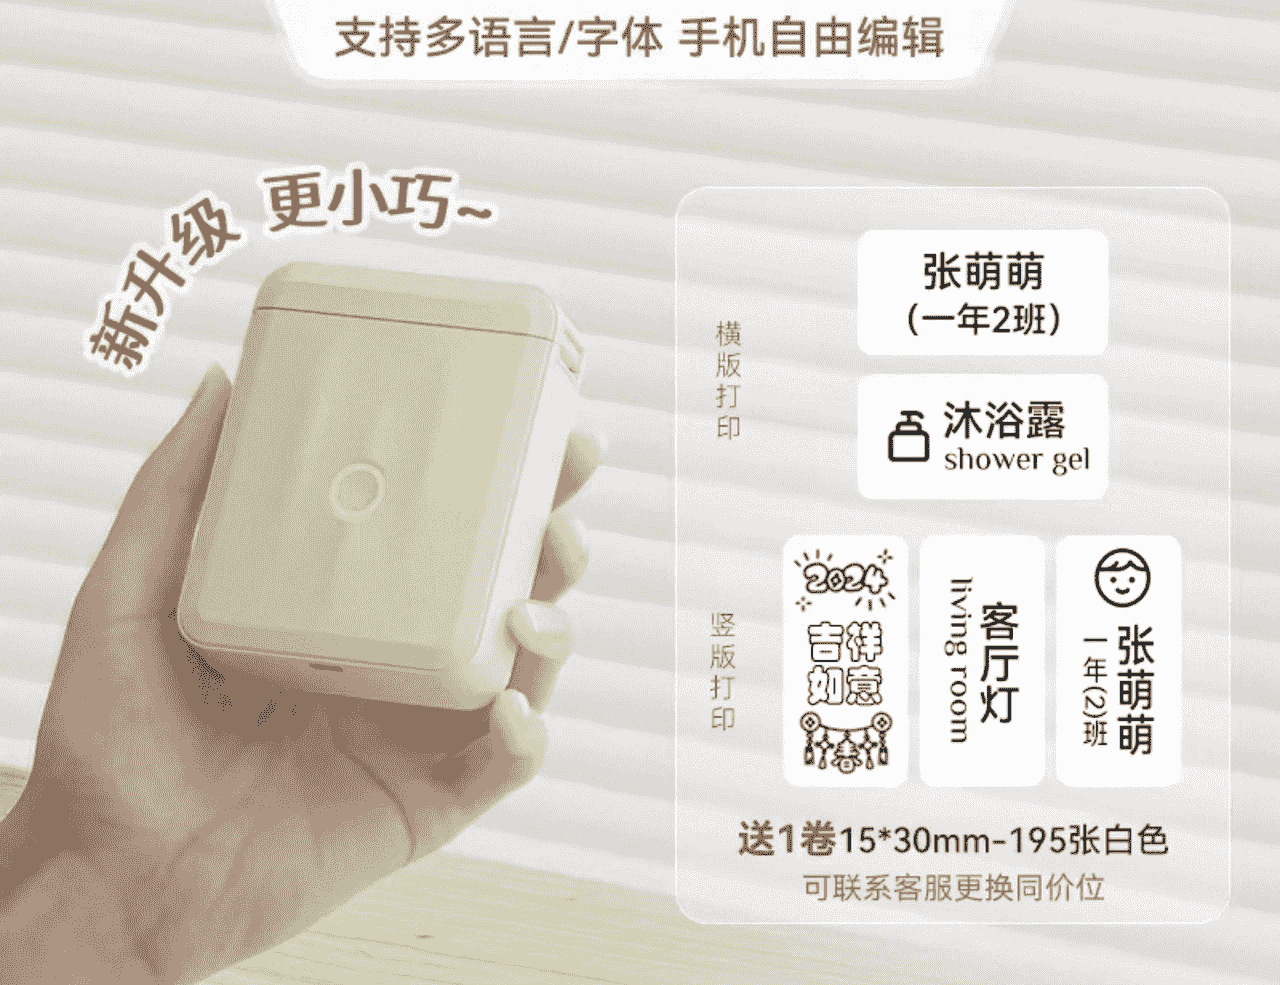 支持多语言/字体 手机自由编辑
新升级 更小巧~
横版打印
张萌萌
（一年2班）
沐浴露
shower gel
竖版打印
2024
吉祥
如意
客厅灯
living room
张萌萌
一年(2)班
送1卷15*30mm-195张白色
可联系客服更换同价位